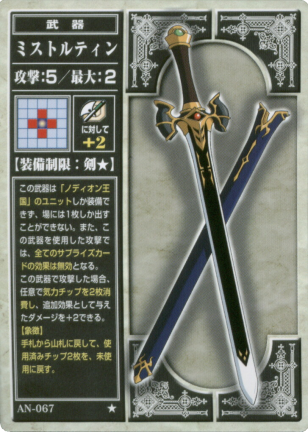 武器
ミストルティン
攻撃:5/最大:2
に対して
+2
【装備制限:剣★】
この武器は「ノディオン王
国」のユニットしか装備で
きず、場には1枚しか出す
ことができない。また、こ
の武器を使用した攻撃で
は、全てのサプライズカー
ドの効果は無効となる。
この武器で攻撃した場合、
任意で気力チップを2枚消
費し、追加効果として与え
たダメージを+2できる。
【象徴】
手札から山札に戻して、使
用済みチップ2枚を、未使
用に戻す。
AN-067
★